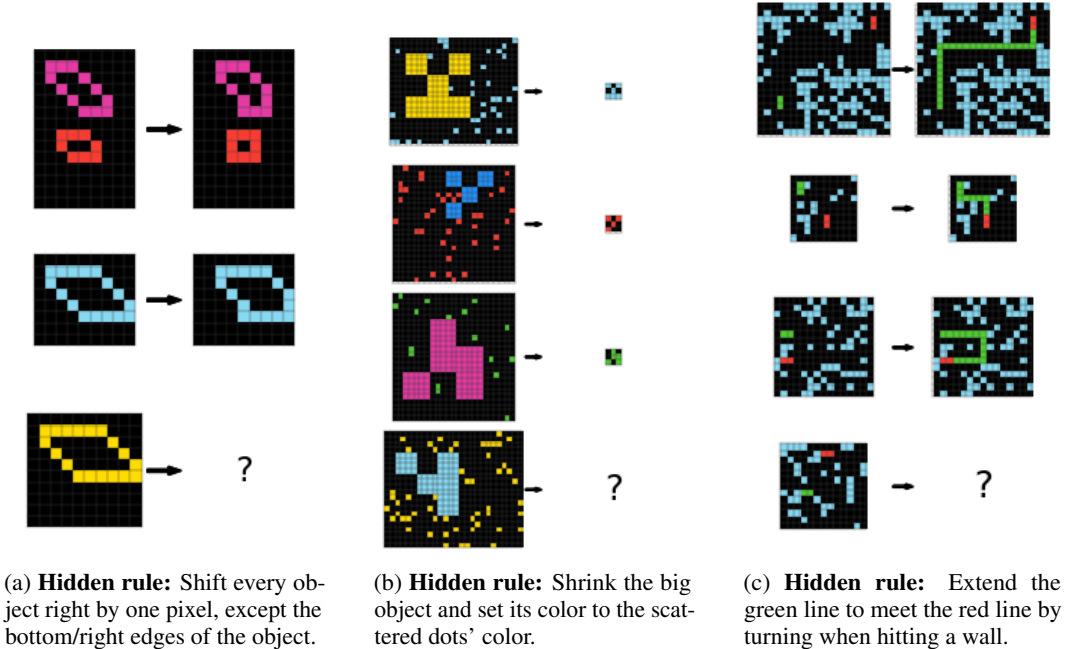 ?
?
?
(a) Hidden rule: Shift every ob-
ject right by one pixel, except the
bottom/right edges of the object.
(b) Hidden rule: Shrink the big
object and set its color to the scat-
tered dots' color.
(c) Hidden rule: Extend the
green line to meet the red line by
turning when hitting a wall.